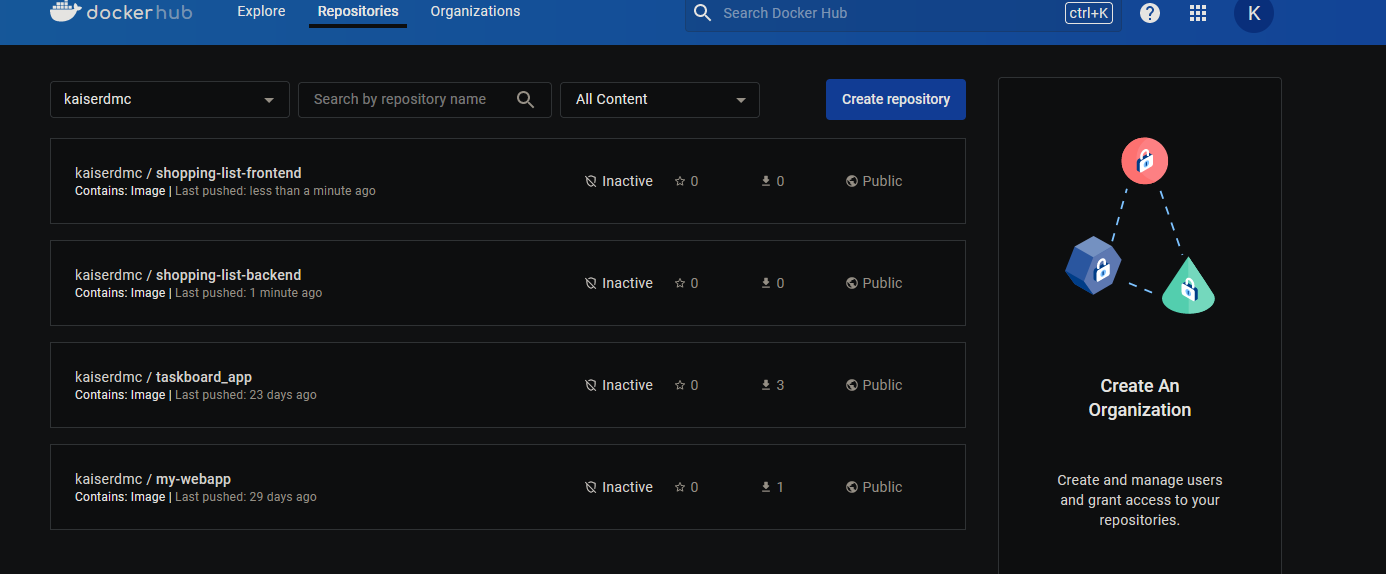 dockerhub
Explore
Repositories
Organizations
Search Docker Hub
ctrl+K
?
K
kaiserdmc
Search by repository name
All Content
Create repository
kaiserdmc / shopping-list-frontend
Contains: Image | Last pushed: less than a minute ago
Inactive
0
0
Public
kaiserdmc / shopping-list-backend
Contains: Image | Last pushed: 1 minute ago
Inactive
0
0
Public
kaiserdmc / taskboard_app
Contains: Image | Last pushed: 23 days ago
Inactive
0
3
Public
kaiserdmc / my-webapp
Contains: Image | Last pushed: 29 days ago
Inactive
0
1
Public
Create An
Organization
Create and manage users
and grant access to your
repositories.